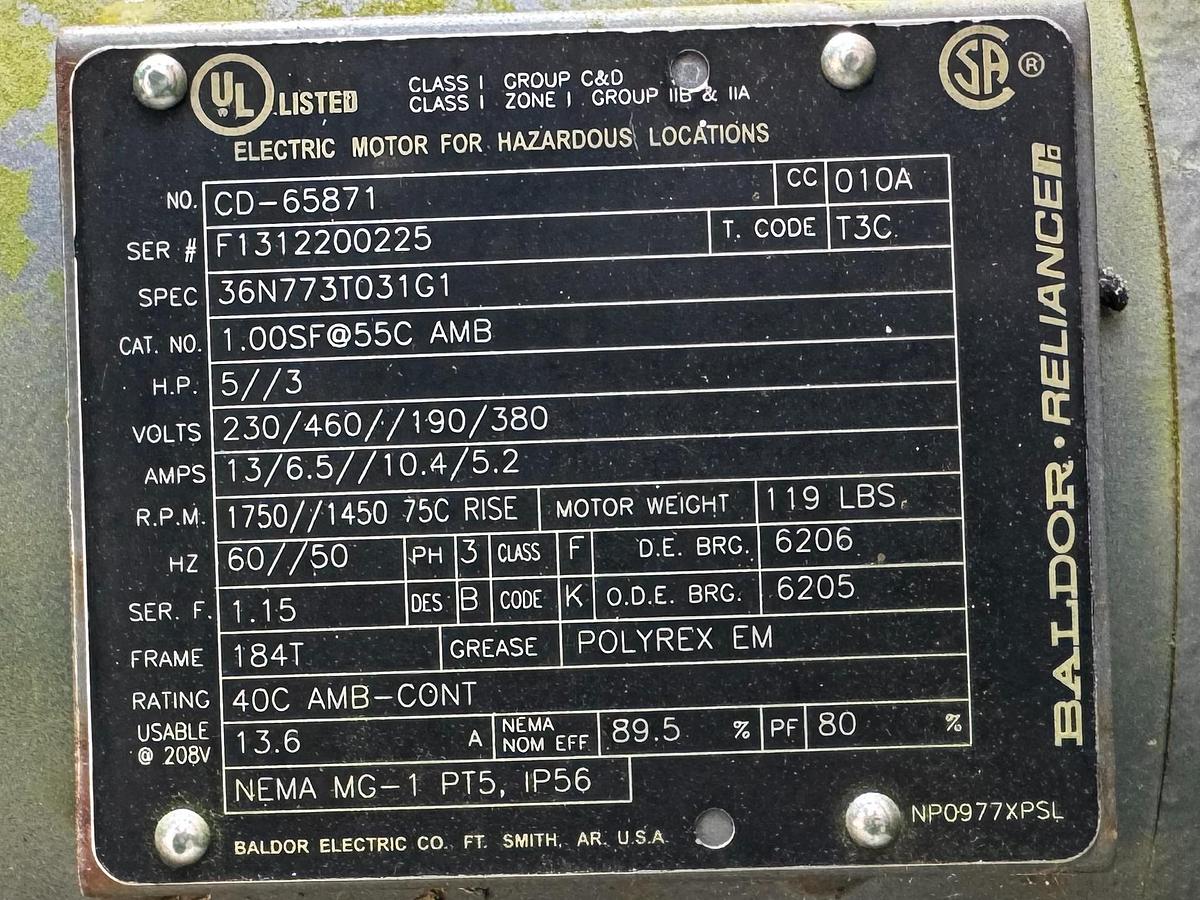 UL LISTED
CLASS I GROUP C&D
CLASS I ZONE I GROUP IIB & IIA
SA ®
ELECTRIC MOTOR FOR HAZARDOUS LOCATIONS
NO. CD-65871 CC 010A
SER # F1312200225 T. CODE T3C
SPEC 36N773T031G1
CAT. NO. 1.00SF@55C AMB
H.P. 5//3
VOLTS 230/460//190/380
AMPS 13/6.5//10.4/5.2
R.P.M. 1750//1450 75C RISE MOTOR WEIGHT 119 LBS.
HZ 60//50 PH 3 CLASS F D.E. BRG. 6206
SER. F. 1.15 DES B CODE K O.D.E. BRG. 6205
FRAME 184T GREASE POLYREX EM
RATING 40C AMB-CONT
USABLE @ 208V 13.6 A NEMA NOM EFF 89.5 % PF 80 %
NEMA MG-1 PT5, IP56
BALDOR ELECTRIC CO. FT. SMITH, AR. U.S.A.
NP0977XPSL
BALDOR · RELIANCE